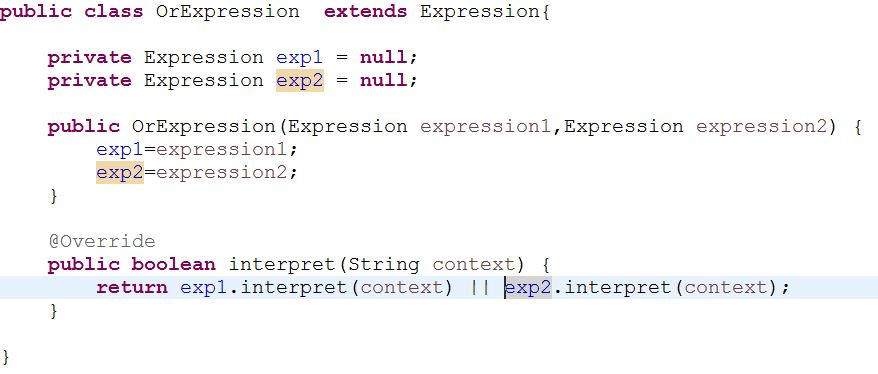 public class OrExpression  extends Expression{
    private Expression exp1 = null;
    private Expression exp2 = null;
    public OrExpression(Expression expression1,Expression expression2) {
        exp1=expression1;
        exp2=expression2;
    }
    @Override
    public boolean interpret(String context) {
        return exp1.interpret(context) || exp2.interpret(context);
    }
}